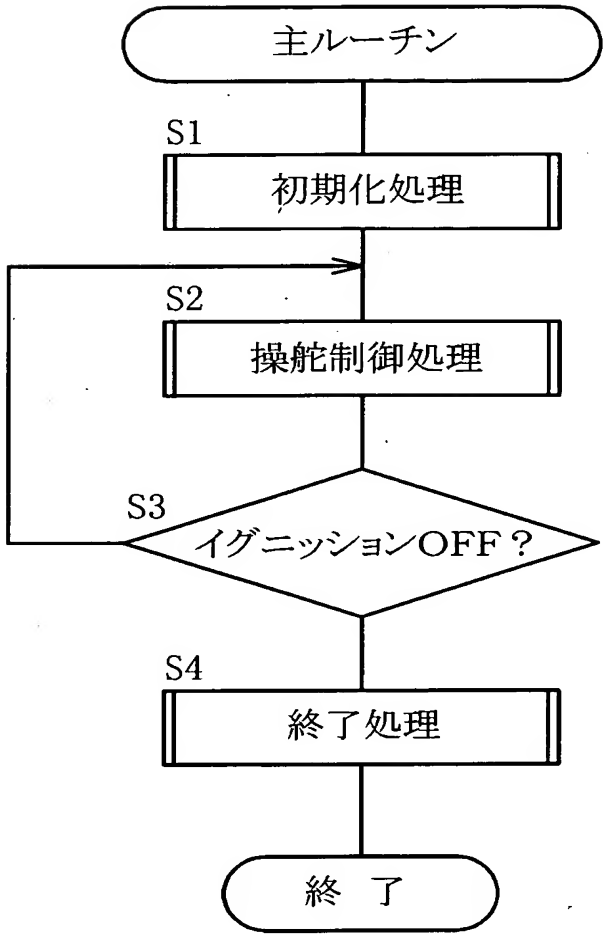 主ルーチン
S1
初期化処理
S2
操舵制御処理
S3
イグニッションOFF？
S4
終了処理
終 了